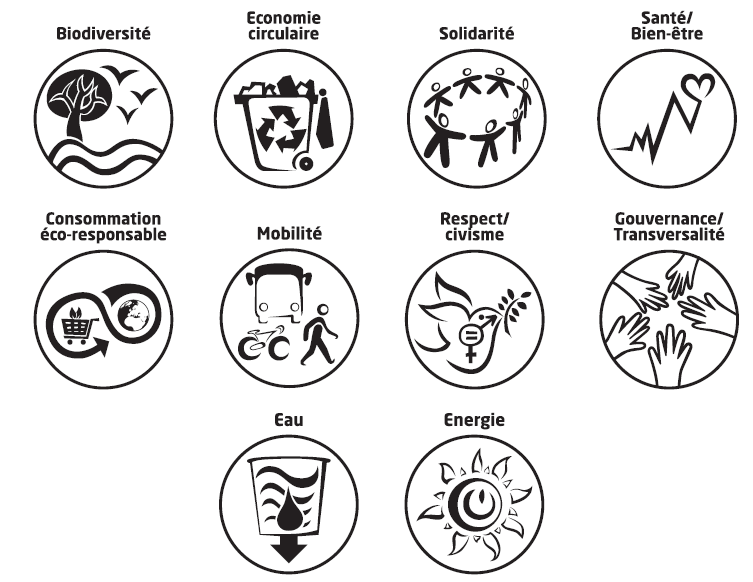 Biodiversité
Economie
circulaire
Solidarité
Santé/
Bien-être
Consommation
éco-responsable
Mobilité
Respect/
civisme
Gouvernance/
Transversalité
Eau
Energie